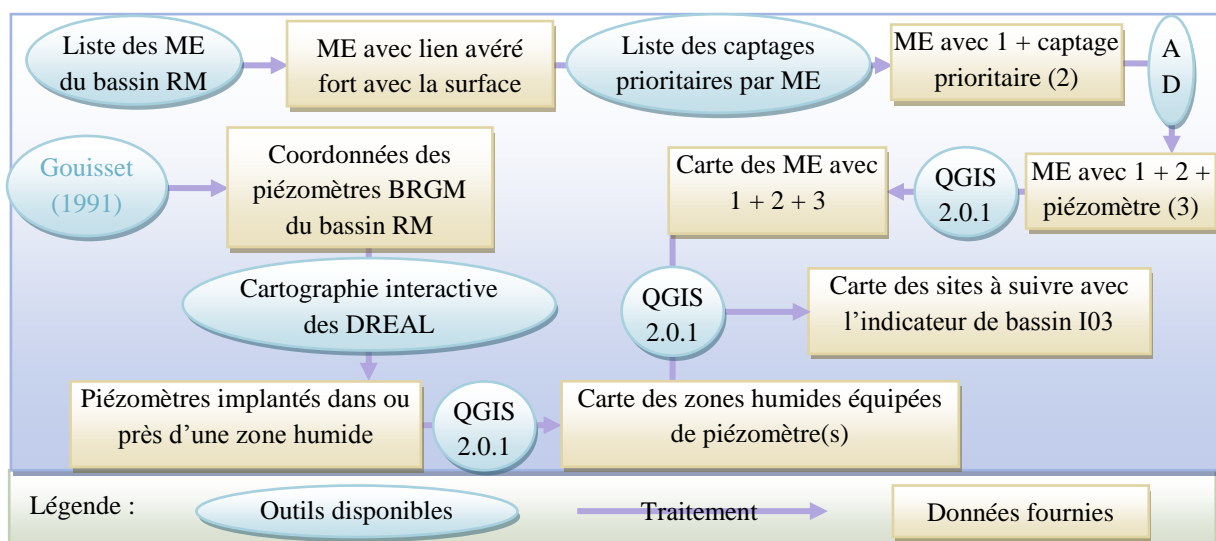 Liste des ME
du bassin RM
ME avec lien avéré
fort avec la surface
Liste des captages
prioritaires par ME
ME avec 1 + captage
prioritaire (2)
A
D
Gouisset
(1991)
Coordonnées des
piézomètres BRGM
du bassin RM
Carte des ME avec
1 + 2 + 3
QGIS
2.0.1
ME avec 1 + 2 +
piézomètre (3)
Cartographie interactive
des DREAL
QGIS
2.0.1
Carte des sites à suivre avec
l’indicateur de bassin I03
Piézomètres implantés dans ou
près d’une zone humide
QGIS
2.0.1
Carte des zones humides équipées
de piézomètre(s)
Légende :
Outils disponibles
Traitement
Données fournies